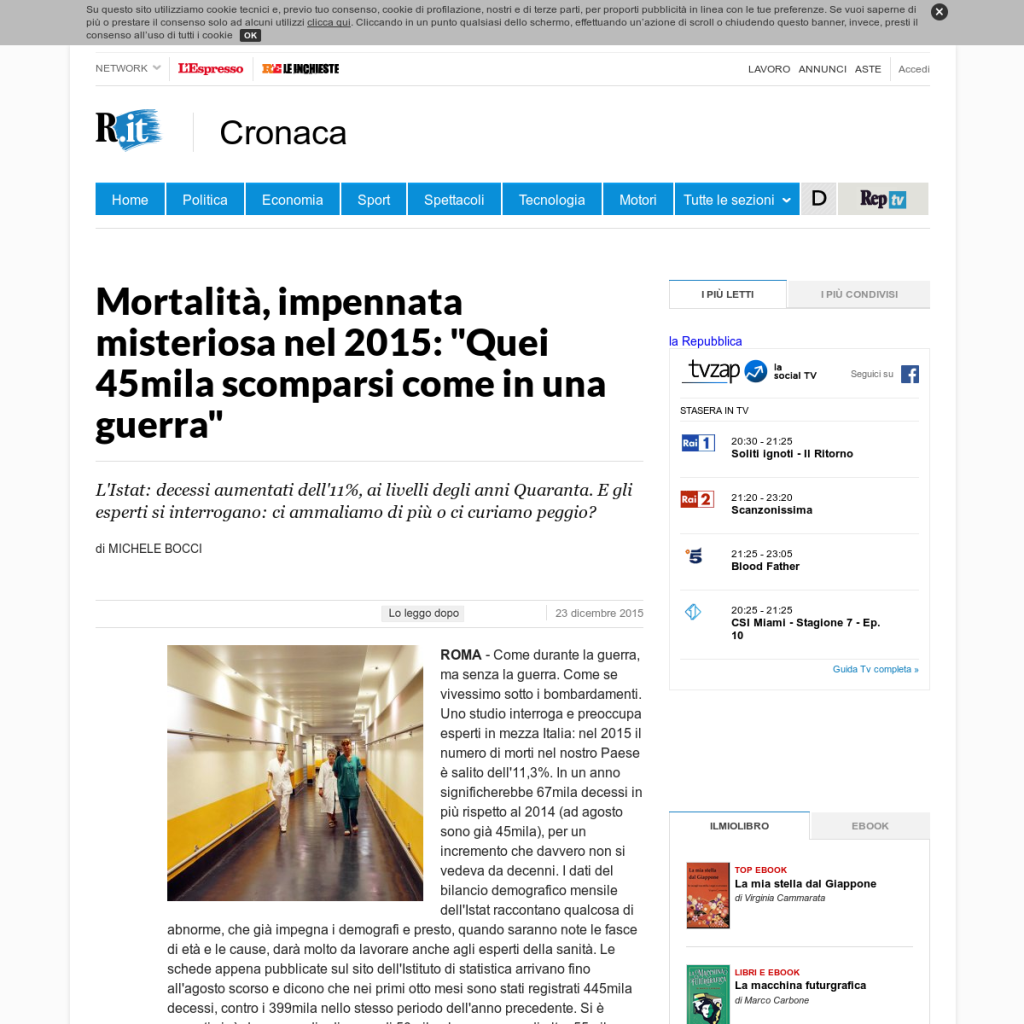 Su questo sito utilizziamo cookie tecnici e, previo tuo consenso, cookie di profilazione, nostri e di terze parti, per proporti pubblicità in linea con le tue preferenze. Se vuoi saperne di
più o prestare il consenso solo ad alcuni utilizzi clicca qui. Cliccando in un punto qualsiasi dello schermo, effettuando un'azione di scroll o chiudendo questo banner, invece, presti il
consenso all'uso di tutti i cookie OK
NETWORK L'Espresso RE LE INCHIESTE LAVORO ANNUNCI ASTE Accedi
R.it Cronaca
Home Politica Economia Sport Spettacoli Tecnologia Motori Tutte le sezioni D Rep tv
Mortalità, impennata
misteriosa nel 2015: "Quei
45mila scomparsi come in una
guerra"
L'Istat: decessi aumentati dell'11%, ai livelli degli anni Quaranta. E gli
esperti si interrogano: ci ammaliamo di più o ci curiamo peggio?
di MICHELE BOCCI
Lo leggo dopo 23 dicembre 2015
ROMA - Come durante la guerra,
ma senza la guerra. Come se
vivessimo sotto i bombardamenti.
Uno studio interroga e preoccupa
esperti in mezza Italia: nel 2015 il
numero di morti nel nostro Paese
è salito dell'11,3%. In un anno
significherebbe 67mila decessi in
più rispetto al 2014 (ad agosto
sono già 45mila), per un
incremento che davvero non si
vedeva da decenni. I dati del
bilancio demografico mensile
dell'Istat raccontano qualcosa di
abnorme, che già impegna i demografi e presto, quando saranno note le fasce
di età e le cause, darà molto da lavorare anche agli esperti della sanità. Le
schede appena pubblicate sul sito dell'Istituto di statistica arrivano fino
all'agosto scorso e dicono che nei primi otto mesi sono stati registrati 445mila
decessi, contro i 399mila nello stesso periodo dell'anno precedente. Si è
I PIÙ LETTI I PIÙ CONDIVISI
la Repubblica
tvzap la social TV Seguici su
STASERA IN TV
Rai 1 20:30 - 21:25
Soliti ignoti - Il Ritorno
Rai 2 21:20 - 23:20
Scanzonissima
5 21:25 - 23:05
Blood Father
1 20:25 - 21:25
CSI Miami - Stagione 7 - Ep.
10
Guida Tv completa »
ILMIOLIBRO EBOOK
La mia stella
dal Giappone
TOP EBOOK
La mia stella dal Giappone
di Virginia Cammarata
LIBRI E EBOOK
La macchina futurgrafica
di Marco Carbone